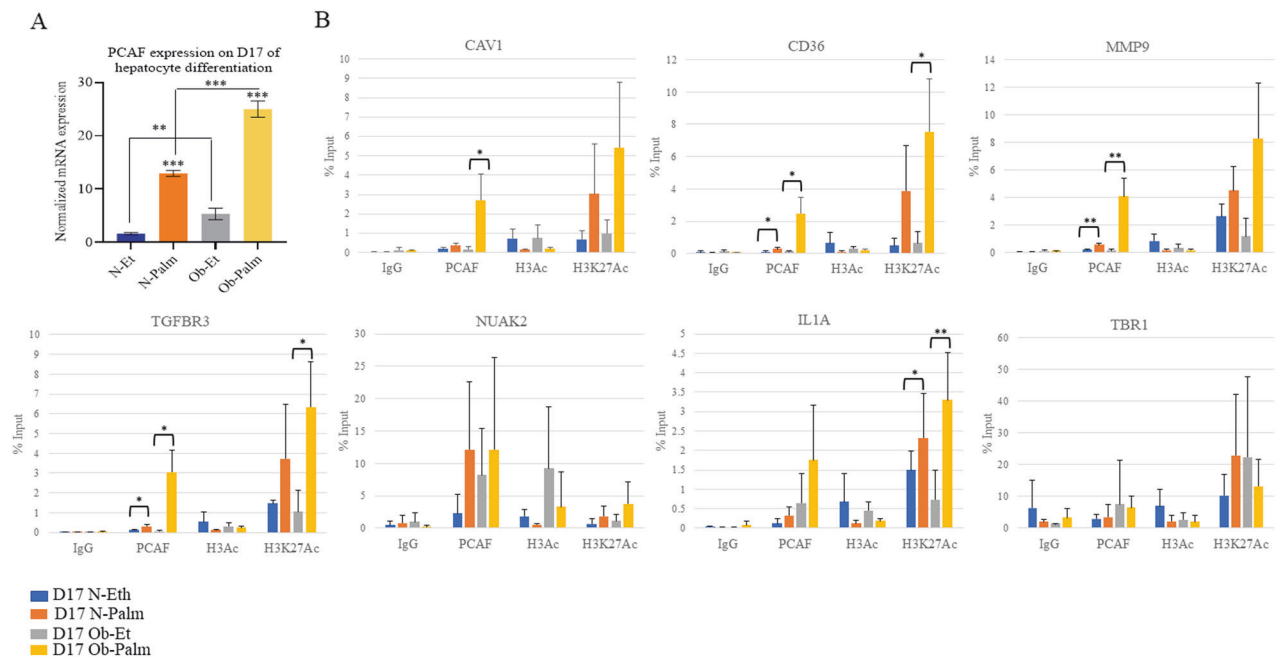 A
PCAF expression on D17 of
hepatocyte differentiation
Normalized mRNA expression
40
30
20
10
0
***
***
**
***
N-Et
N-Palm
Ob-Et
Ob-Palm
B
CAV1
% Input
10
9
8
7
6
5
4
3
2
1
0
*
IgG
PCAF
H3Ac
H3K27Ac
CD36
% Input
12
10
8
6
4
2
0
*
*
*
IgG
PCAF
H3Ac
H3K27Ac
MMP9
% Input
14
12
10
8
6
4
2
0
**
**
IgG
PCAF
H3Ac
H3K27Ac
TGFBR3
% Input
10
9
8
7
6
5
4
3
2
1
0
*
*
*
IgG
PCAF
H3Ac
H3K27Ac
NUAK2
% Input
30
25
20
15
10
5
0
IgG
PCAF
H3Ac
H3K27Ac
IL1A
% Input
5
4.5
4
3.5
3
2.5
2
1.5
1
0.5
0
*
**
IgG
PCAF
H3Ac
H3K27Ac
TBR1
% Input
60
50
40
30
20
10
0
IgG
PCAF
H3Ac
H3K27Ac
D17 N-Eth
D17 N-Palm
D17 Ob-Et
D17 Ob-Palm